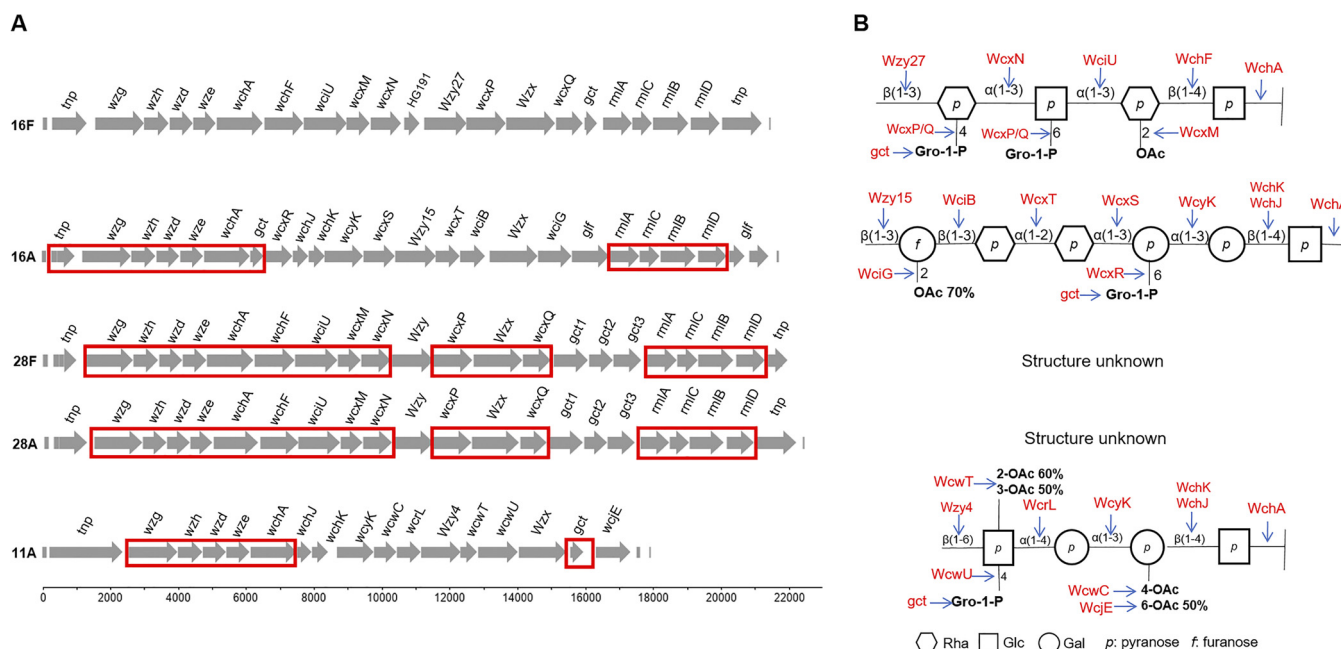 A
B
16F
tnp wzg wzh wzd wze wchA wchF wciU wcxM wcxN HG191 Wzy27 wcxP Wzx wcxQ gct rmlA rmlC rmlB rmlD tnp
16A
tnp wzg wzh wzd wze wchA gct wcxR wchJ wchK wcyK wcxS Wzy15 wcxT wciB Wzx wciG glf rmlA rmlC rmlB rmlD glf
28F
tnp wzg wzh wzd wze wchA wchF wciU wcxM wcxN Wzy wcxP Wzx wcxQ gct1 gct2 gct3 rmlA rmlC rmlB rmlD tnp
28A
tnp wzg wzh wzd wze wchA wchF wciU wcxM wcxN Wzy wcxP Wzx wcxQ gct1 gct2 gct3 rmlA rmlC rmlB rmlD tnp
11A
tnp wzg wzh wzd wze wchA wchJ wchK wcyK wcwC wcrL Wzy4 wcwT wcwU Wzx gct wcjE
0 2000 4000 6000 8000 10000 12000 14000 16000 18000 20000 22000
Wzy27 WcxN WciU WchF WchA
β(1-3) p α(1-3) p α(1-3) p β(1-4) p
WcxP/Q 4 WcxP/Q 6 2 WcxM
gct Gro-1-P Gro-1-P OAc
Wzy15 WciB WcxT WcxS WcyK WchK WchJ WchA
β(1-3) f β(1-3) p α(1-2) p α(1-3) p α(1-3) p β(1-4) p
WciG 2 WcxR 6
OAc 70% gct Gro-1-P
Structure unknown
Structure unknown
WcwT 2-OAc 60%
3-OAc 50%
Wzy4 WcrL WcyK WchK WchJ WchA
β(1-6) p α(1-4) p α(1-3) p β(1-4) p
WcwU 4 WcwC 4-OAc
gct Gro-1-P WcjE 6-OAc 50%
Rha Glc Gal p: pyranose f: furanose